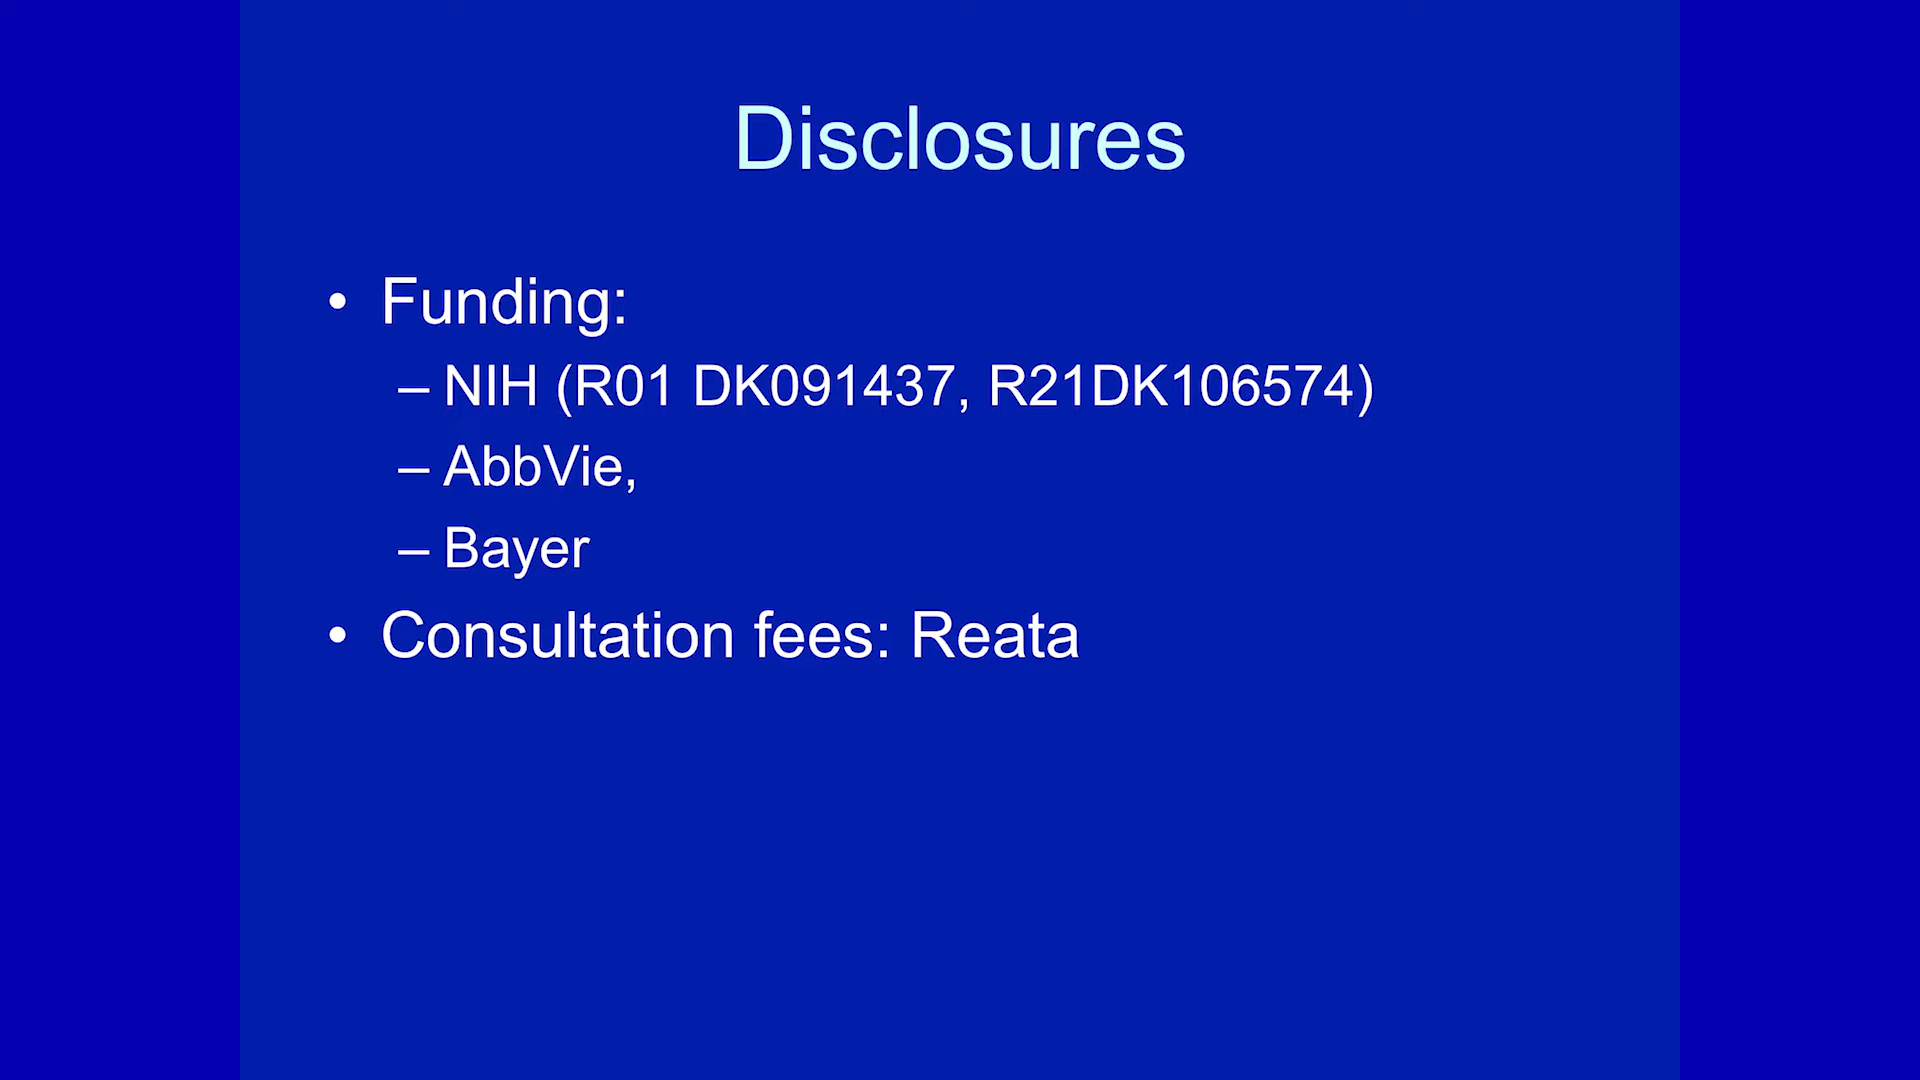 Disclosures
• Funding:
– NIH (R01 DK091437, R21DK106574)
– AbbVie,
– Bayer
• Consultation fees: Reata